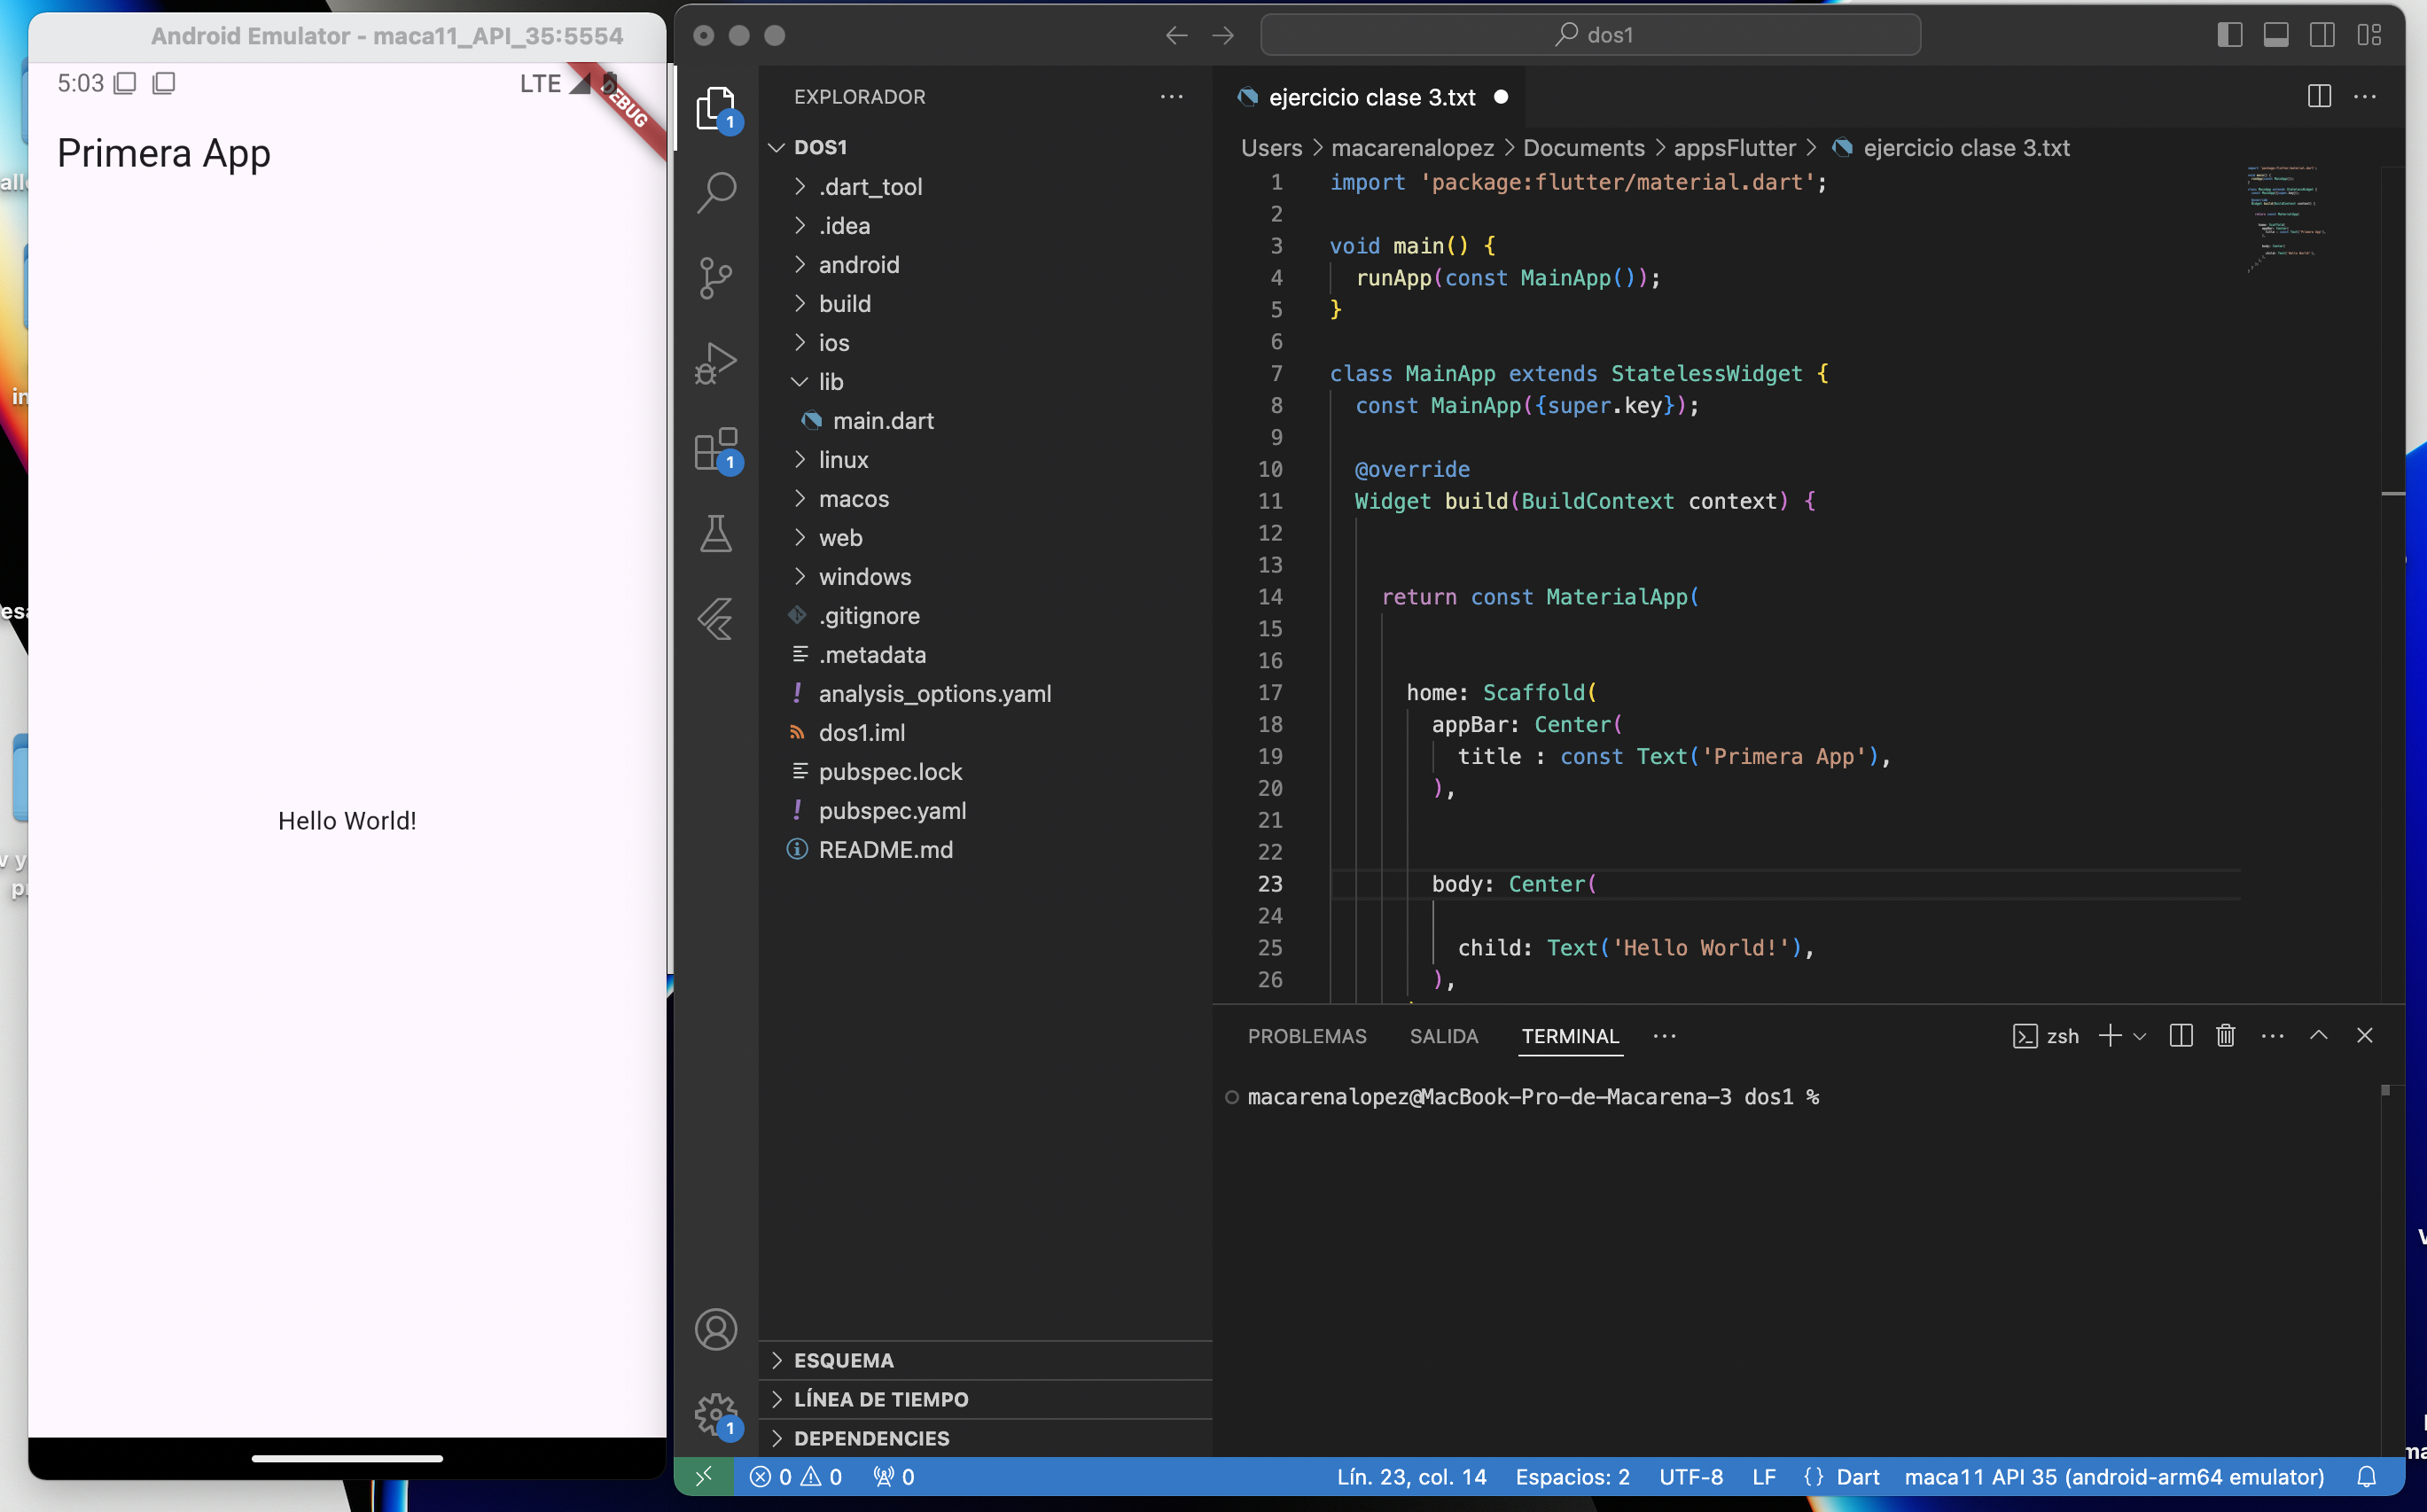 Android Emulator - maca11_API_35:5554
5:03
LTE
DEBUG
Primera App
Hello World!
dos1
EXPLORADOR
DOS1
.dart_tool
.idea
android
build
ios
lib
main.dart
linux
macos
web
windows
.gitignore
.metadata
analysis_options.yaml
dos1.iml
pubspec.lock
pubspec.yaml
README.md
ESQUEMA
LÍNEA DE TIEMPO
DEPENDENCIES
1
1
1
ejercicio clase 3.txt
Users > macarenalopez > Documents > appsFlutter > ejercicio clase 3.txt
1 import 'package:flutter/material.dart';
2
3 void main() {
4 runApp(const MainApp());
5 }
6
7 class MainApp extends StatelessWidget {
8 const MainApp({super.key});
9
10 @override
11 Widget build(BuildContext context) {
12
13
14 return const MaterialApp(
15
16
17 home: Scaffold(
18 appBar: Center(
19 title : const Text('Primera App'),
20 ),
21
22
23 body: Center(
24
25 child: Text('Hello World!'),
26 ),
PROBLEMAS SALIDA TERMINAL
zsh
macarenalopez@MacBook-Pro-de-Macarena-3 dos1 %
0 0 0
Lín. 23, col. 14 Espacios: 2 UTF-8 LF {} Dart maca11 API 35 (android-arm64 emulator)